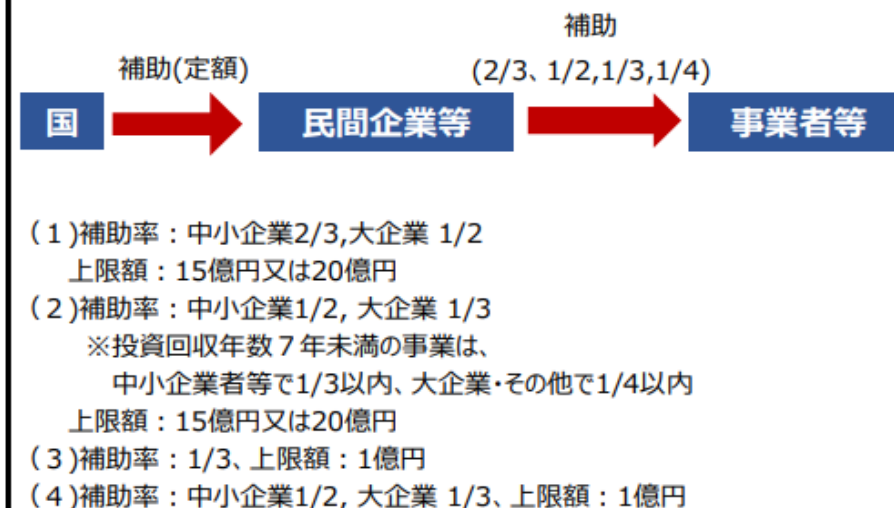 補助
補助(定額)
(2/3、1/2,1/3,1/4)
国
民間企業等
事業者等
(1)補助率：中小企業2/3,大企業 1/2
上限額：15億円又は20億円
(2)補助率：中小企業1/2, 大企業 1/3
※投資回収年数７年未満の事業は、
中小企業者等で1/3以内、大企業・その他で1/4以内
上限額：15億円又は20億円
(3)補助率：1/3、上限額：1億円
(4)補助率：中小企業1/2, 大企業 1/3、上限額：1億円